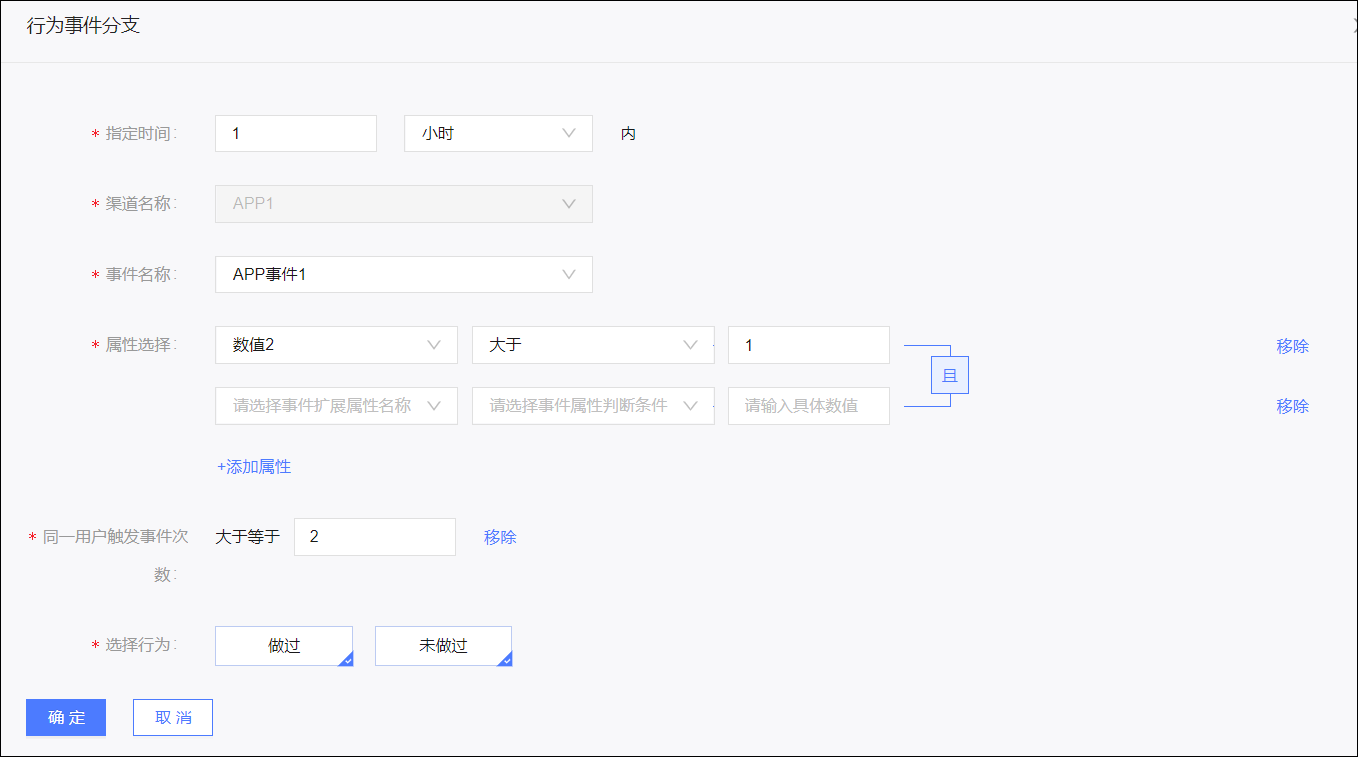 行为事件分支
* 指定时间: 1 小时 内
* 渠道名称: APP1
* 事件名称: APP事件1
* 属性选择: 数值2 大于 1 移除
且
请选择事件扩展属性名称 请选择事件属性判断条件 请输入具体数值 移除
+添加属性
* 同一用户触发事件次 大于等于 2 移除
数:
* 选择行为: 做过 未做过
确 定 取 消